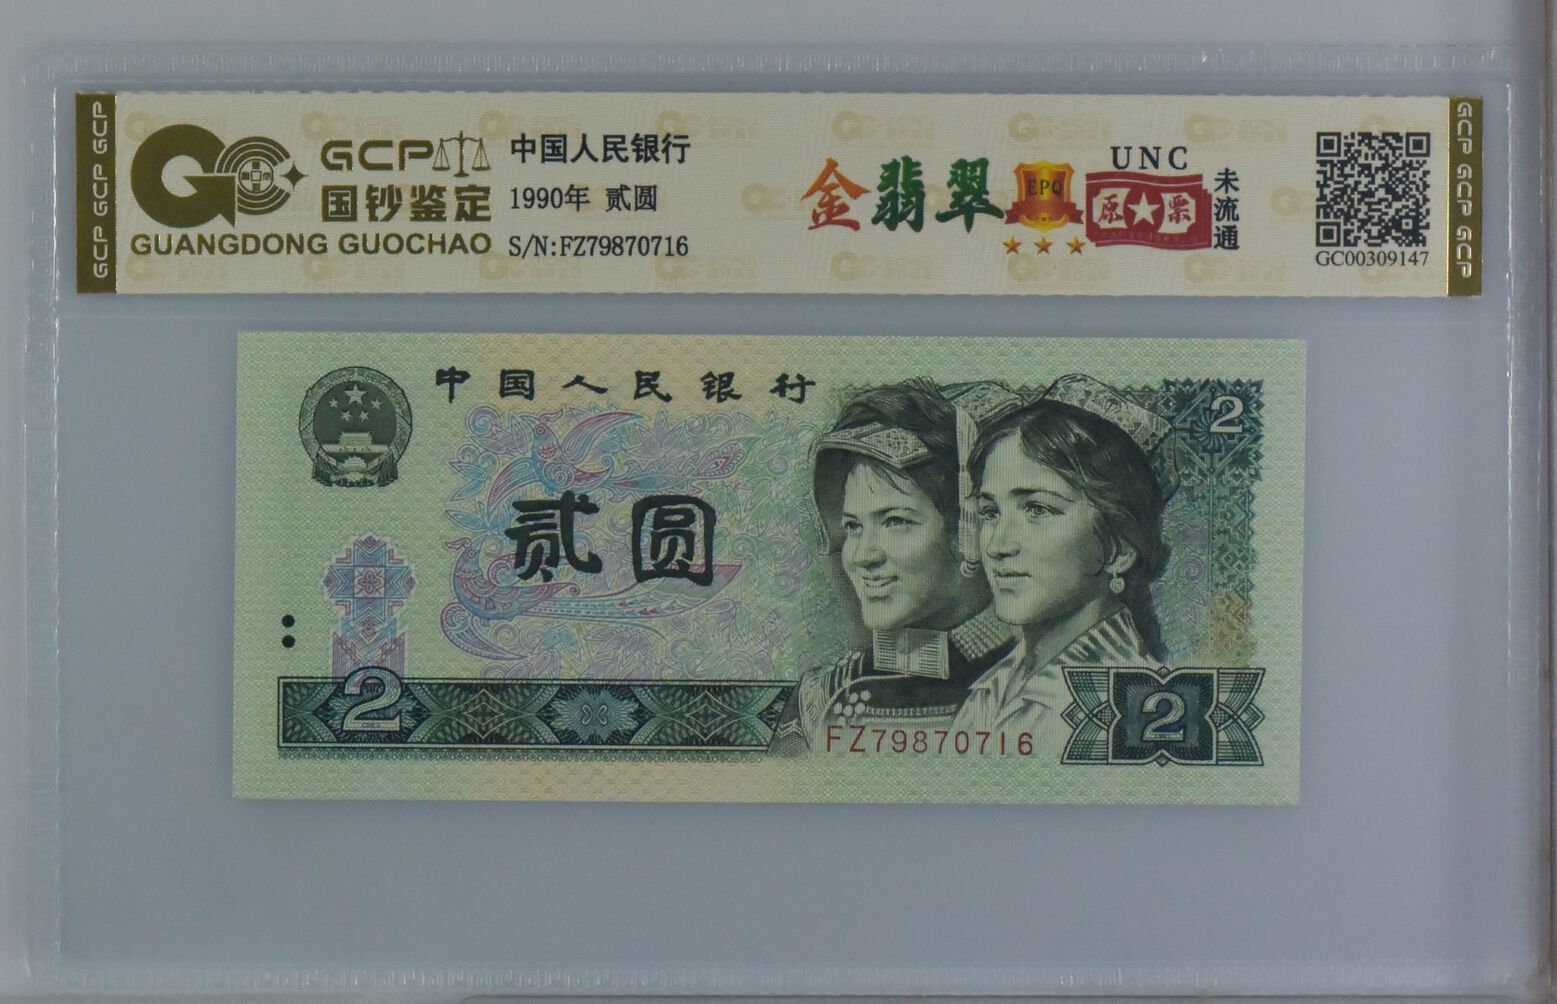 GCP GCP GCP
GC
GCP
国钞鉴定
GUANGDONG GUOCHAO
中国人民银行
1990年 贰圆
S/N:FZ79870716
金翡翠
EPQ
UNC
原★票
未流通
GC00309147
GCP GCP GCP
中国人民银行
2
贰圆
2
FZ79870716
2